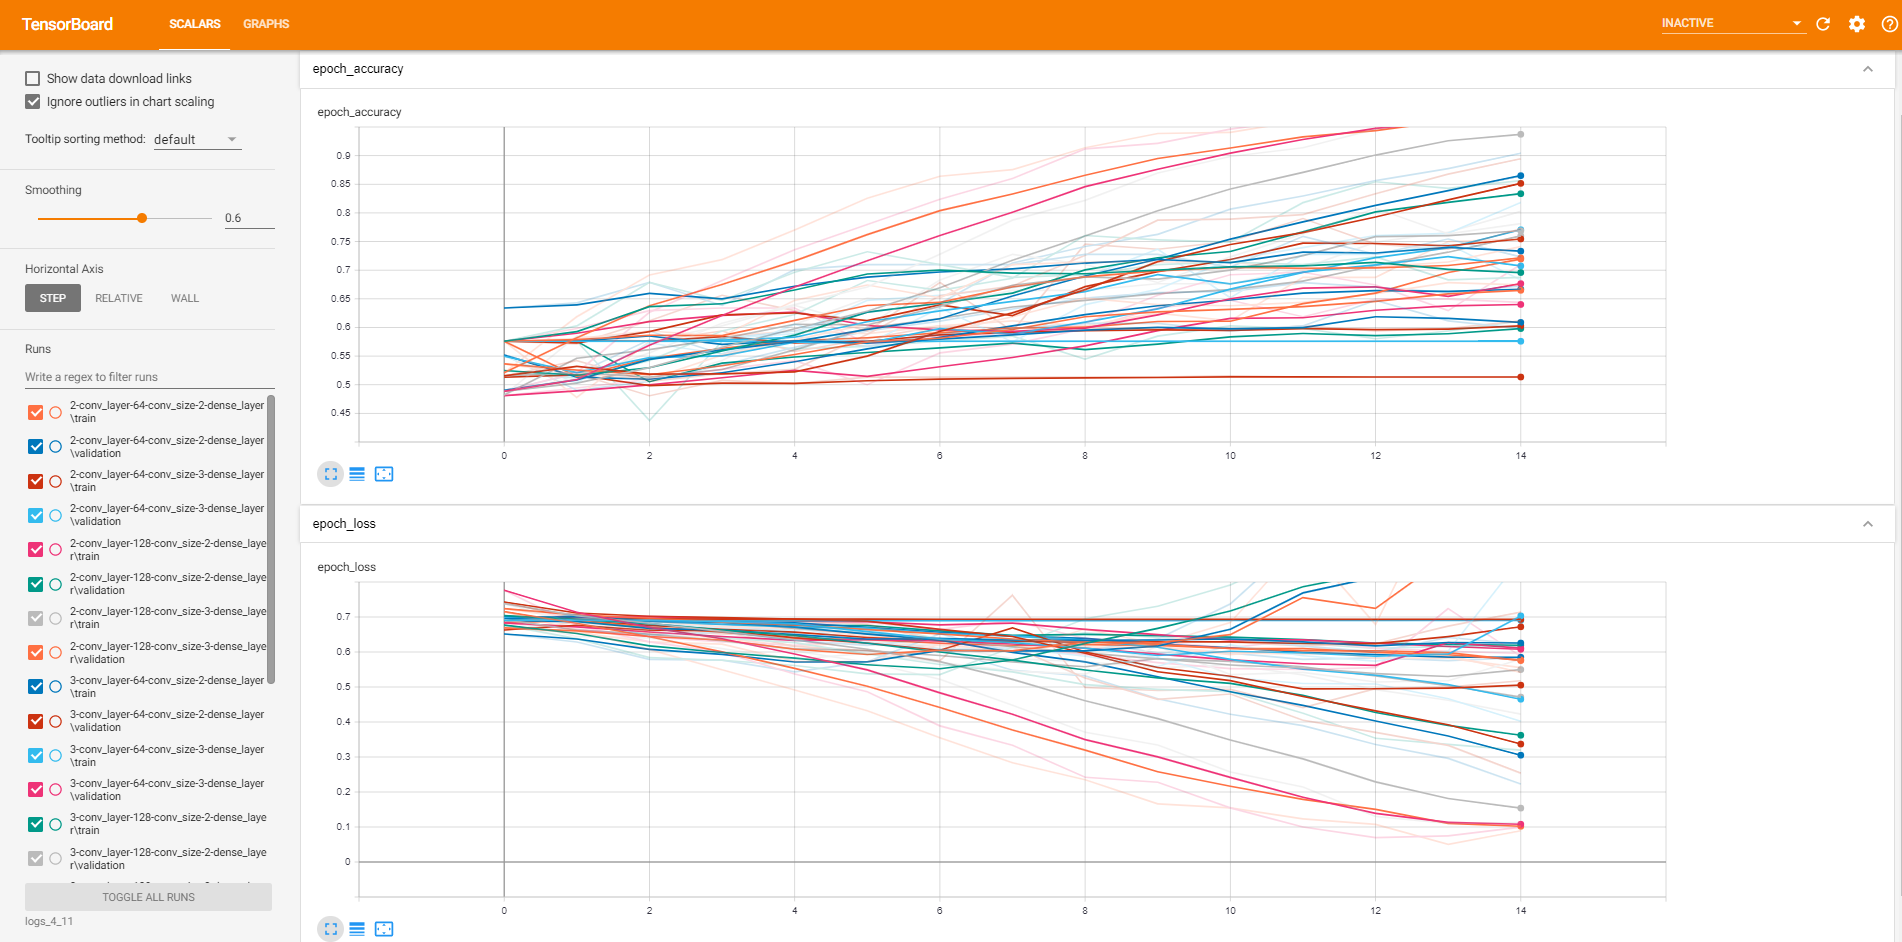 TensorBoard
SCALARS
GRAPHS
INACTIVE
Show data download links
Ignore outliers in chart scaling
Tooltip sorting method:
default
Smoothing
0.6
Horizontal Axis
STEP
RELATIVE
WALL
Runs
Write a regex to filter runs
2-conv_layer-64-conv_size-2-dense_layer
\train
2-conv_layer-64-conv_size-2-dense_layer
\validation
2-conv_layer-64-conv_size-3-dense_layer
\train
2-conv_layer-64-conv_size-3-dense_layer
\validation
2-conv_layer-128-conv_size-2-dense_laye
r\train
2-conv_layer-128-conv_size-2-dense_laye
r\validation
2-conv_layer-128-conv_size-3-dense_laye
r\train
2-conv_layer-128-conv_size-3-dense_laye
r\validation
3-conv_layer-64-conv_size-2-dense_layer
\train
3-conv_layer-64-conv_size-2-dense_layer
\validation
3-conv_layer-64-conv_size-3-dense_layer
\train
3-conv_layer-64-conv_size-3-dense_layer
\validation
3-conv_layer-128-conv_size-2-dense_laye
r\train
3-conv_layer-128-conv_size-2-dense_laye
r\validation
TOGGLE ALL RUNS
logs_4_11
epoch_accuracy
epoch_accuracy
0.9
0.85
0.8
0.75
0.7
0.65
0.6
0.55
0.5
0.45
0
2
4
6
8
10
12
14
epoch_loss
epoch_loss
0.7
0.6
0.5
0.4
0.3
0.2
0.1
0
0
2
4
6
8
10
12
14